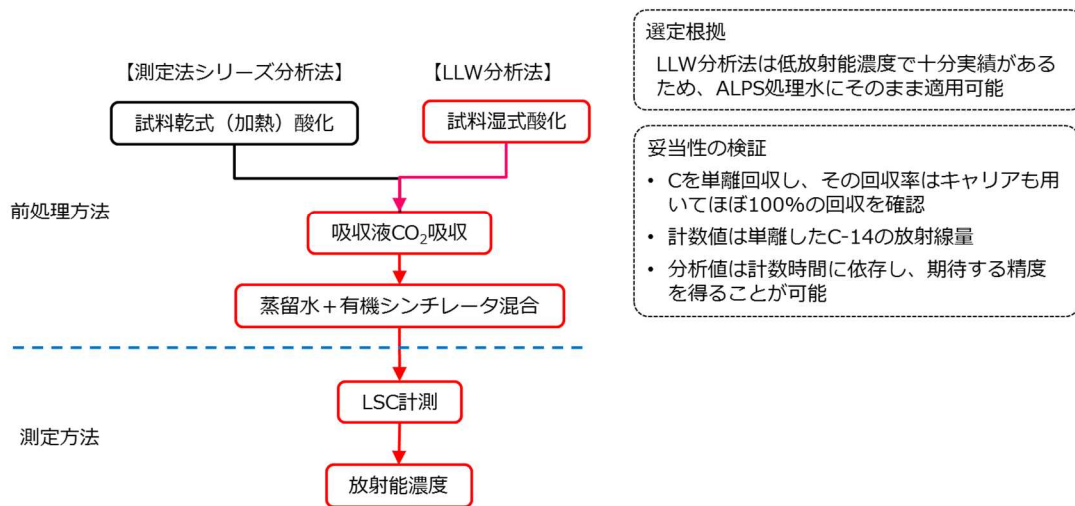 【測定法シリーズ分析法】
【LLW分析法】
試料乾式（加熱）酸化
試料湿式酸化
前処理方法
吸収液CO₂吸収
蒸留水＋有機シンチレータ混合
LSC計測
測定方法
放射能濃度
選定根拠
LLW分析法は低放射能濃度で十分実績がある
ため、ALPS処理水にそのまま適用可能
妥当性の検証
• Cを単離回収し、その回収率はキャリアも用
いてほぼ100%の回収を確認
• 計数値は単離したC-14の放射線量
• 分析値は計数時間に依存し、期待する精度
を得ることが可能